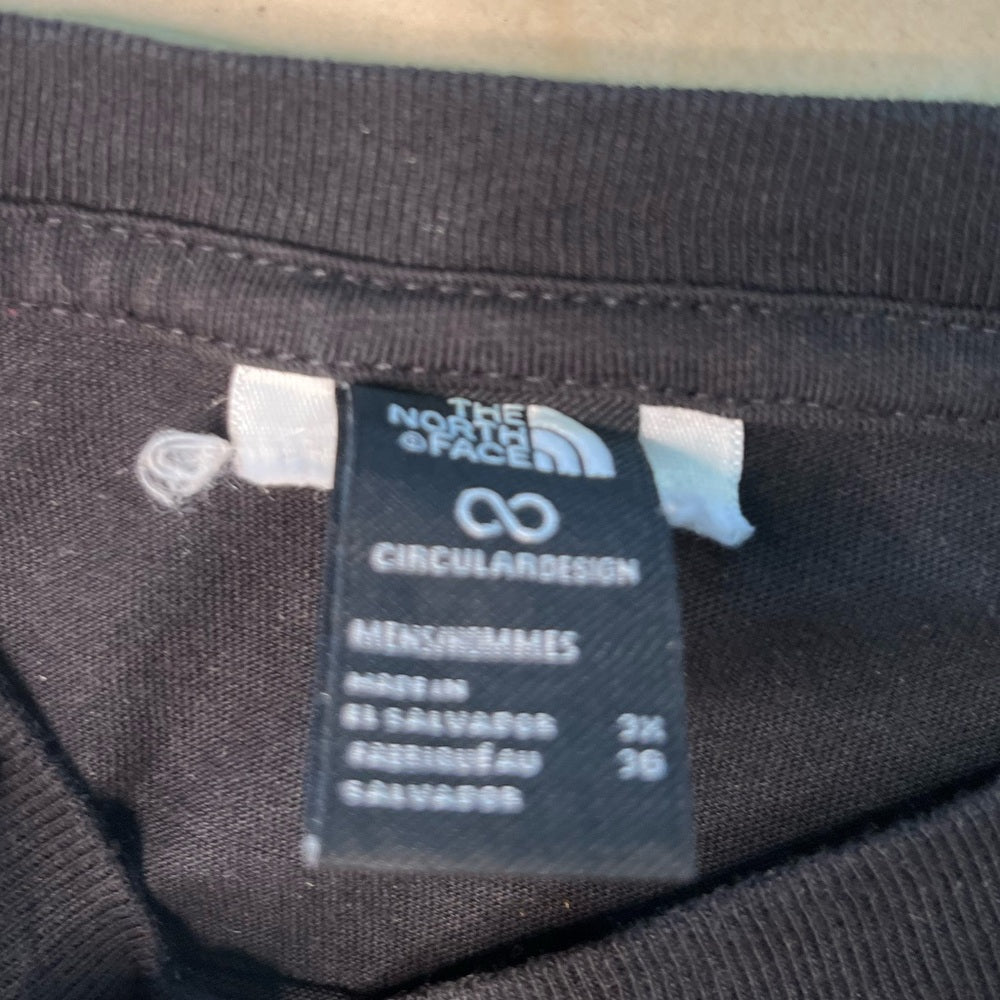 THE
NORTH
FACE
CIRCULARDESIGN
MENS/HOMMES
MADE IN
EL SALVADOR 3X
FABRIQUÉ AU 3G
SALVADOR